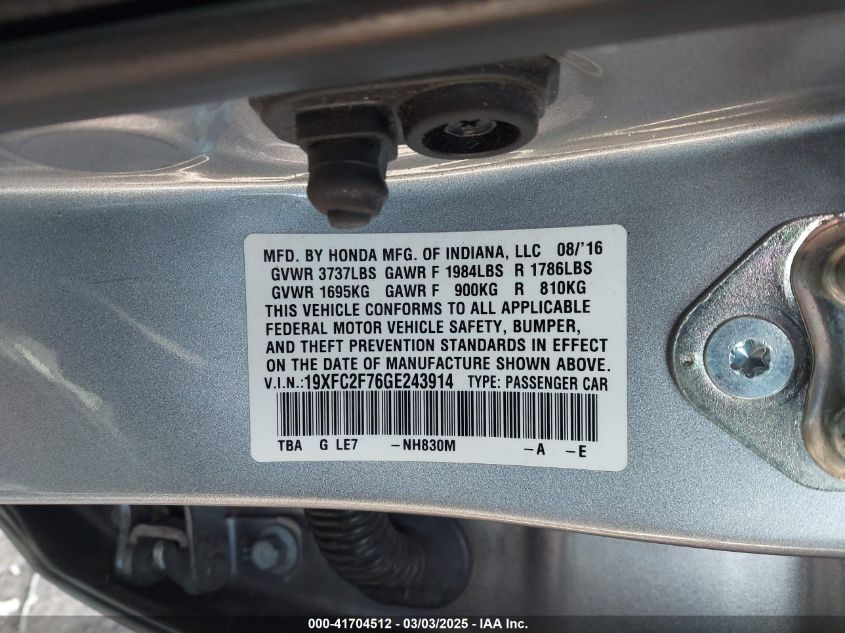 MFD. BY HONDA MFG. OF INDIANA, LLC 08/'16
GVWR 3737LBS GAWR F 1984LBS R 1786LBS
GVWR 1695KG GAWR F 900KG R 810KG
THIS VEHICLE CONFORMS TO ALL APPLICABLE
FEDERAL MOTOR VEHICLE SAFETY, BUMPER,
AND THEFT PREVENTION STANDARDS IN EFFECT
ON THE DATE OF MANUFACTURE SHOWN ABOVE.
V.I.N.:19XFC2F76GE243914 TYPE: PASSENGER CAR
TBA G LE7 -NH830M -A -E
000-41704512 - 03/03/2025 - IAA Inc.